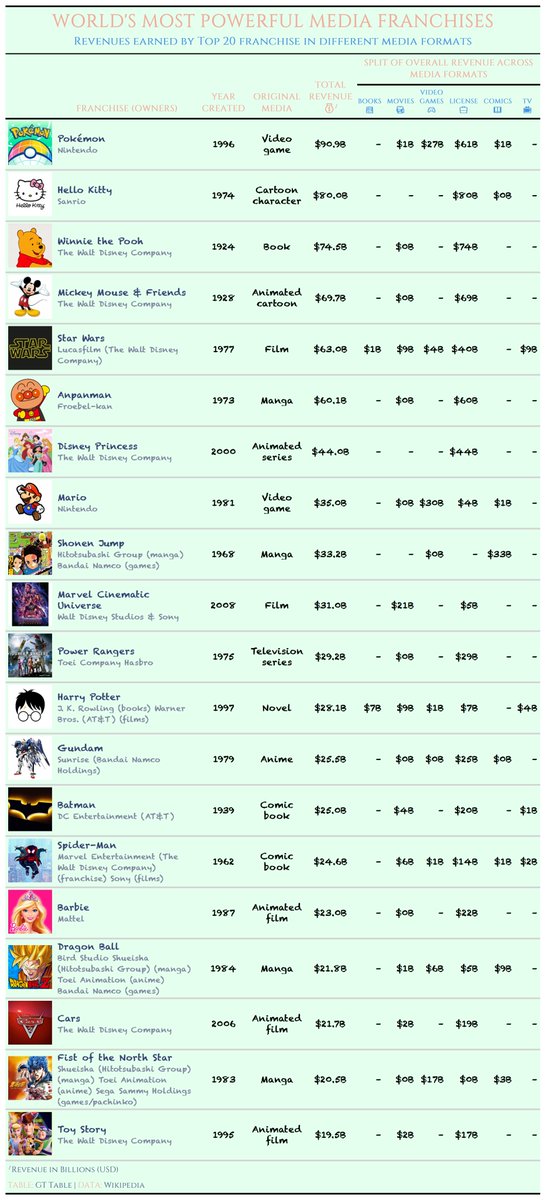 WORLD'S MOST POWERFUL MEDIA FRANCHISES
REVENUES EARNED BY TOP 20 FRANCHISE IN DIFFERENT MEDIA FORMATS
SPLIT OF OVERALL REVENUE ACROSS
MEDIA FORMATS
FRANCHISE (OWNERS) YEAR CREATED ORIGINAL MEDIA TOTAL REVENUE 1 BOOKS MOVIES VIDEO GAMES LICENSE COMICS TV
Pokémon
Nintendo
1996 Video game $90.9B - $1B $27B $61B $1B -
Hello Kitty
Sanrio
1974 Cartoon character $80.0B - - - $80B $0B -
Winnie the Pooh
The Walt Disney Company
1924 Book $74.5B - $0B - $74B - -
Mickey Mouse & Friends
The Walt Disney Company
1928 Animated cartoon $69.7B - $0B - $69B - -
STAR WARS
Star Wars
Lucasfilm (The Walt Disney
Company)
1977 Film $63.0B $1B $9B $4B $40B - $9B
Anpanman
Froebel-kan
1973 Manga $60.1B - $0B - $60B - -
Disney Princess
The Walt Disney Company
2000 Animated series $44.0B - - - $44B - -
Mario
Nintendo
1981 Video game $35.0B - $0B $30B $4B $1B -
Shonen Jump
Hitotsubashi Group (manga)
Bandai Namco (games)
1968 Manga $33.2B - - $0B - $33B -
Marvel Cinematic
Universe
Walt Disney Studios & Sony
2008 Film $31.0B - $21B - $5B - -
Power Rangers
Toei Company Hasbro
1975 Television series $29.2B - $0B - $29B - -
Harry Potter
J. K. Rowling (books) Warner
Bros. (AT&T) (films)
1997 Novel $28.1B $7B $9B $1B $7B - $4B
Gundam
Sunrise (Bandai Namco
Holdings)
1979 Anime $25.5B - $0B $0B $25B $0B -
Batman
DC Entertainment (AT&T)
1939 Comic book $25.0B - $4B - $20B - $1B
Spider-Man
Marvel Entertainment (The
Walt Disney Company)
(franchise) Sony (films)
1962 Comic book $24.6B - $6B $1B $14B $1B $2B
Barbie
Mattel
1987 Animated film $23.0B - $0B - $22B - -
Dragon Ball
Bird Studio Shueisha
(Hitotsubashi Group) (manga)
Toei Animation (anime)
Bandai Namco (games)
1984 Manga $21.8B - $1B $6B $5B $9B -
Cars
The Walt Disney Company
2006 Animated film $21.7B - $2B - $19B - -
Fist of the North Star
Shueisha (Hitotsubashi Group)
(manga) Toei Animation
(anime) Sega Sammy Holdings
(games/pachinko)
1983 Manga $20.5B - $0B $17B $0B $3B -
Toy Story
The Walt Disney Company
1995 Animated film $19.5B - $2B - $17B - -
1 REVENUE IN BILLIONS (USD)
TABLE: GT TABLE | DATA: WIKIPEDIA